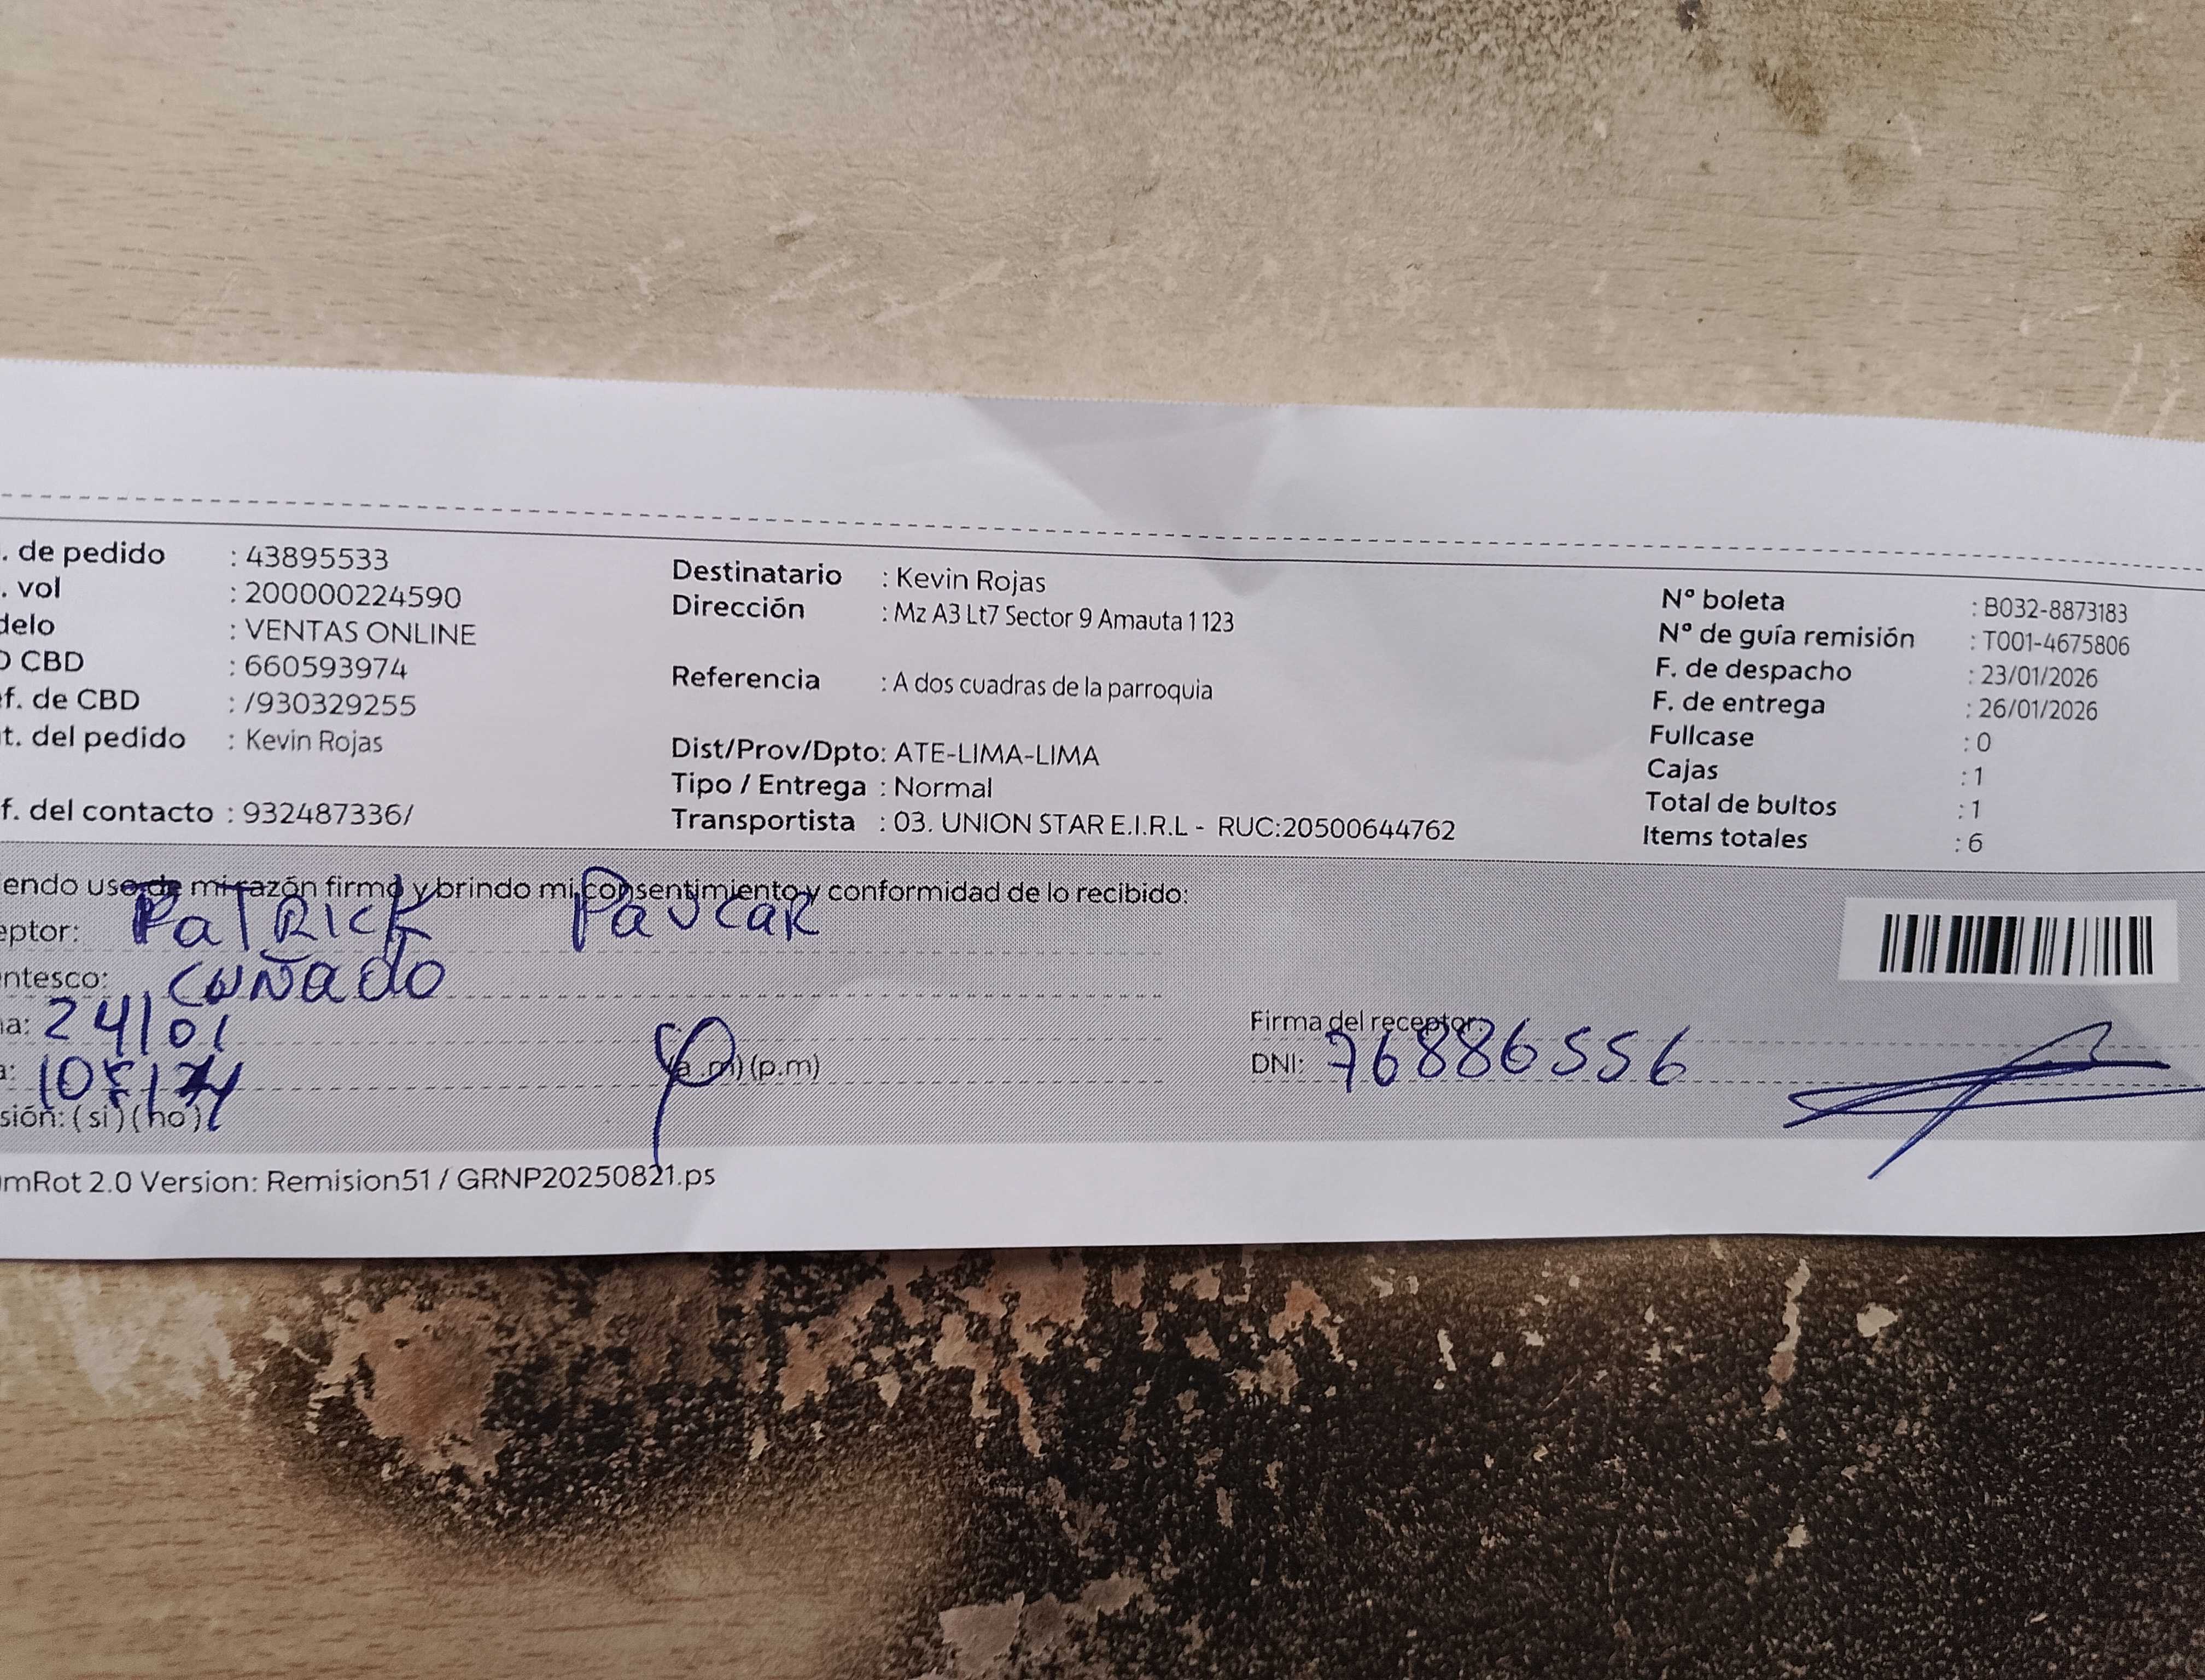 . de pedido : 43895533
. vol : 200000224590
delo : VENTAS ONLINE
O CBD : 660593974
ef. de CBD : /930329255
t. del pedido : Kevin Rojas
f. del contacto : 932487336/
Destinatario : Kevin Rojas
Dirección : Mz A3 Lt7 Sector 9 Amauta 1123
Referencia : A dos cuadras de la parroquia
Dist/Prov/Dpto: ATE-LIMA-LIMA
Tipo / Entrega : Normal
Transportista : 03. UNION STAR E.I.R.L - RUC:20500644762
Nº boleta : B032-8873183
Nº de guía remisión : T001-4675806
F. de despacho : 23/01/2026
F. de entrega : 26/01/2026
Fullcase : 0
Cajas : 1
Total de bultos : 1
Items totales : 6
iendo uso de mi razón firmo y brindo mi consentimiento y conformidad de lo recibido:
eptor: PaTRICK PaUCaR
ntesco: CUÑado
a: 24/01
a: (a.m)(p.m)
sión: (si) (no)
Firma del receptor:
DNI: 76886556
mRot 2.0 Version: Remision51 / GRNP20250821.ps